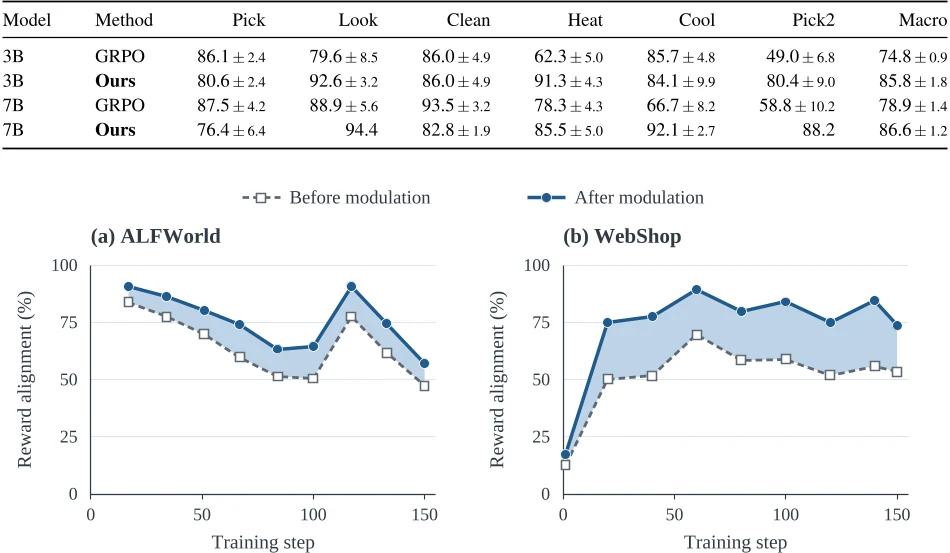 Model Method Pick Look Clean Heat Cool Pick2 Macro
3B GRPO 86.1 ± 2.4 79.6 ± 8.5 86.0 ± 4.9 62.3 ± 5.0 85.7 ± 4.8 49.0 ± 6.8 74.8 ± 0.9
3B Ours 80.6 ± 2.4 92.6 ± 3.2 86.0 ± 4.9 91.3 ± 4.3 84.1 ± 9.9 80.4 ± 9.0 85.8 ± 1.8
7B GRPO 87.5 ± 4.2 88.9 ± 5.6 93.5 ± 3.2 78.3 ± 4.3 66.7 ± 8.2 58.8 ± 10.2 78.9 ± 1.4
7B Ours 76.4 ± 6.4 94.4 82.8 ± 1.9 85.5 ± 5.0 92.1 ± 2.7 88.2 86.6 ± 1.2
Before modulation After modulation
(a) ALFWorld
100
75
50
25
0
Reward alignment (%)
0 50 100 150
Training step
(b) WebShop
100
75
50
25
0
Reward alignment (%)
0 50 100 150
Training step